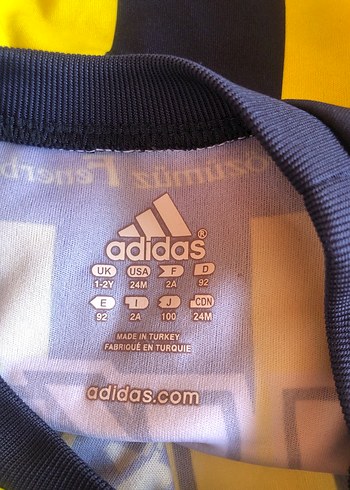 özümüz Fenerb
adidas®
UK USA F D
1-2Y 24M 2A 92
E I J CDN
92 2A 100 24M
MADE IN TURKEY
FABRIQUÉ EN TURQUIE
adidas.com